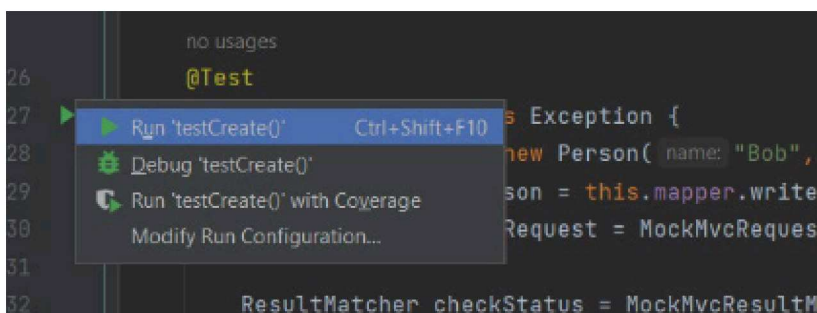 no usages
26 @Test
27 s Exception {
Run 'testCreate()' Ctrl+Shift+F10
28 new Person( name: "Bob",
Debug 'testCreate()'
29 son = this.mapper.write
Run 'testCreate()' with Coverage
30 Request = MockMvcReques
Modify Run Configuration...
31
32 ResultMatcher checkStatus = MockMvcResultM